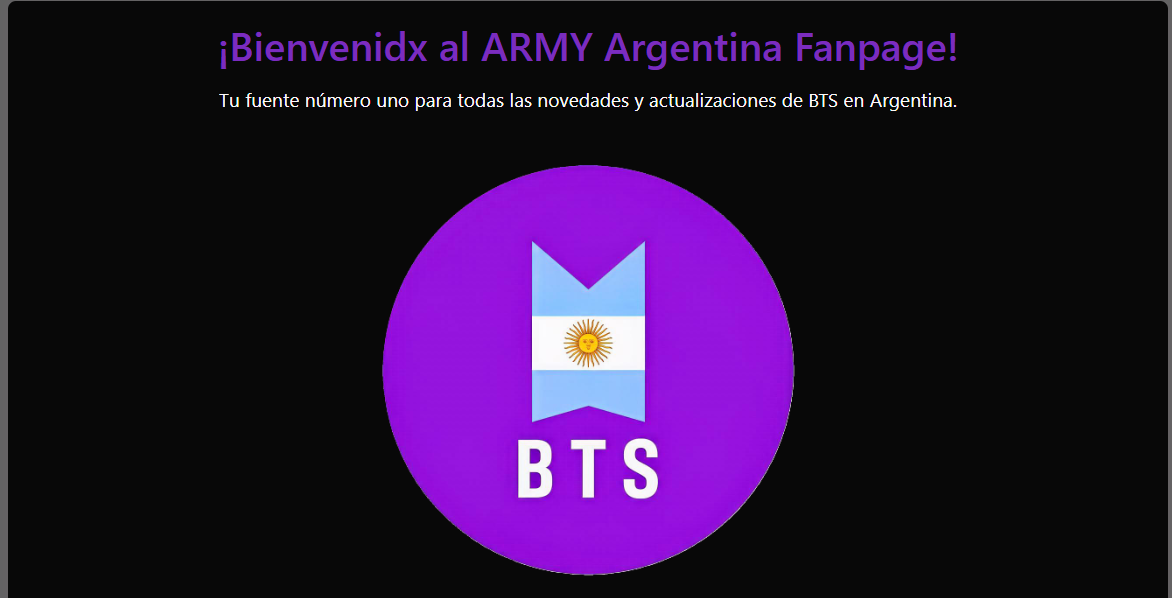 ¡Bienvenidx al ARMY Argentina Fanpage!
Tu fuente número uno para todas las novedades y actualizaciones de BTS en Argentina.
BTS